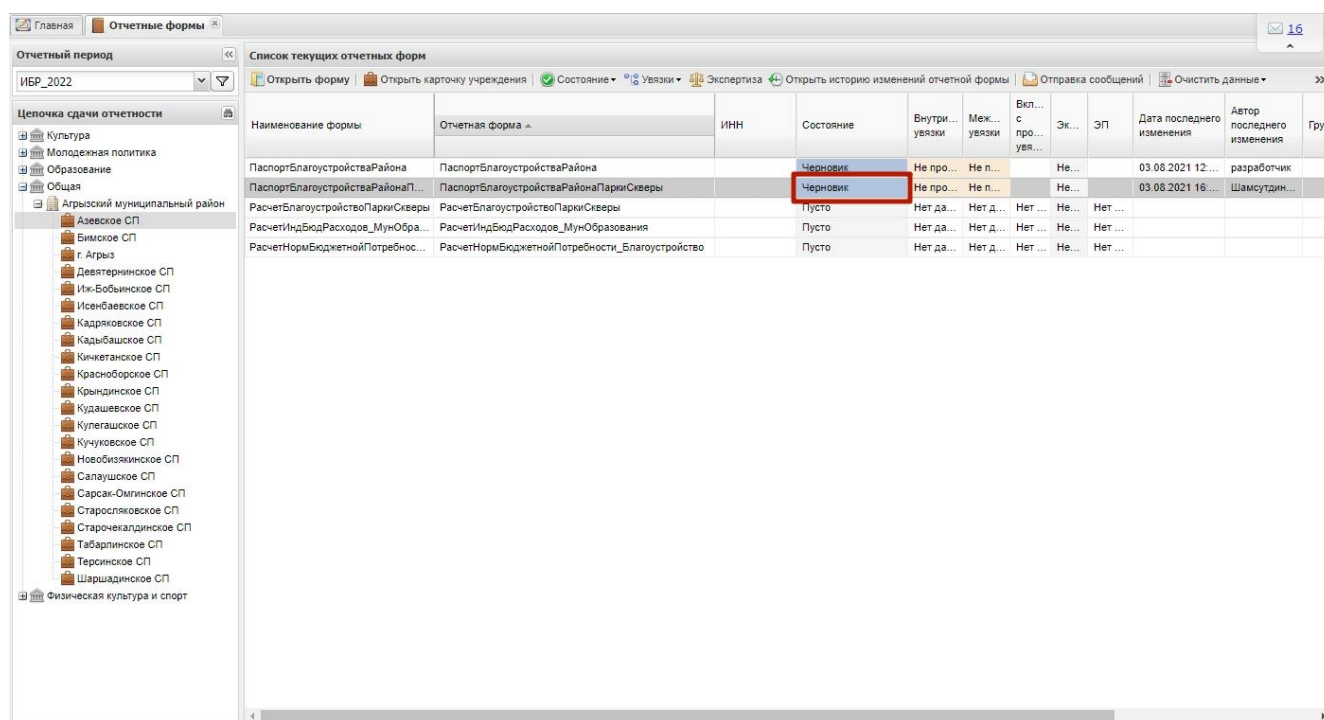 Главная
Отчетные формы
16
Отчетный период
Список текущих отчетных форм
ИБР_2022
Открыть форму
Открыть карточку учреждения
Состояние
Увязки
Экспертиза
Открыть историю изменений отчетной формы
Отправка сообщений
Очистить данные
Цепочка сдачи отчетности
Наименование формы
Отчетная форма
ИНН
Состояние
Внутри...
увязки
Меж...
увязки
Вкл...
с
про...
увя...
Эк...
ЭП
Дата последнего
изменения
Автор
последнего
изменения
Гру
ПаспортБлагоустройстваРайона ПаспортБлагоустройстваРайона Черновик Не про... Не п... Не... 03.08.2021 12:... разработчик
ПаспортБлагоустройстваРайонаП... ПаспортБлагоустройстваРайонаПаркиСкверы Черновик Не про... Не п... Не... 03.08.2021 16:... Шамсутдин...
РасчетБлагоустройствоПаркиСкверы РасчетБлагоустройствоПаркиСкверы Пусто Нет да... Нет д... Нет ... Не... Нет ...
РасчетИндБюдРасходов_МунОбра... РасчетИндБюдРасходов_МунОбразования Пусто Нет да... Нет д... Нет ... Не... Нет ...
РасчетНормБюджетнойПотребнос... РасчетНормБюджетнойПотребности_Благоустройство Пусто Нет да... Нет д... Нет ... Не... Нет ...
Культура
Молодежная политика
Образование
Общая
Агрызский муниципальный район
Азевское СП
Бимское СП
г. Агрыз
Девятернинское СП
Иж-Бобьинское СП
Исенбаевское СП
Кадряковское СП
Кадыбашское СП
Кичкетанское СП
Красноборское СП
Крындинское СП
Кудашевское СП
Кулегашское СП
Кучуковское СП
Новобизякинское СП
Салаушское СП
Сарсак-Омгинское СП
Старосляковское СП
Старочекалдинское СП
Табарлинское СП
Терсинское СП
Шаршадинское СП
Физическая культура и спорт